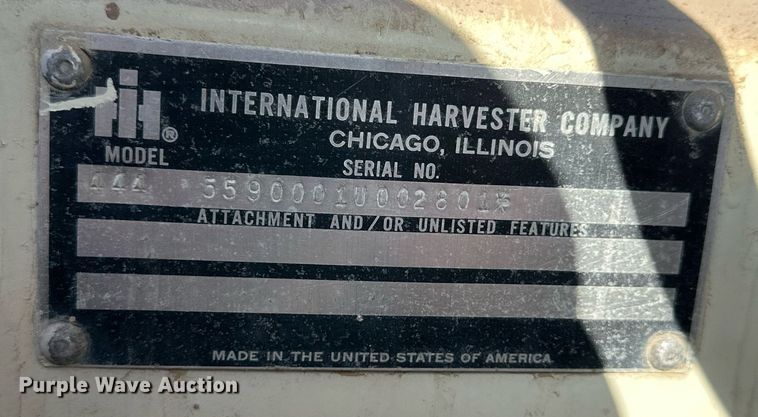 IH®
INTERNATIONAL HARVESTER COMPANY
CHICAGO, ILLINOIS
MODEL
SERIAL NO.
444 5590001U002801*
ATTACHMENT AND/OR UNLISTED FEATURES
MADE IN THE UNITED STATES OF AMERICA
Purple Wave Auction